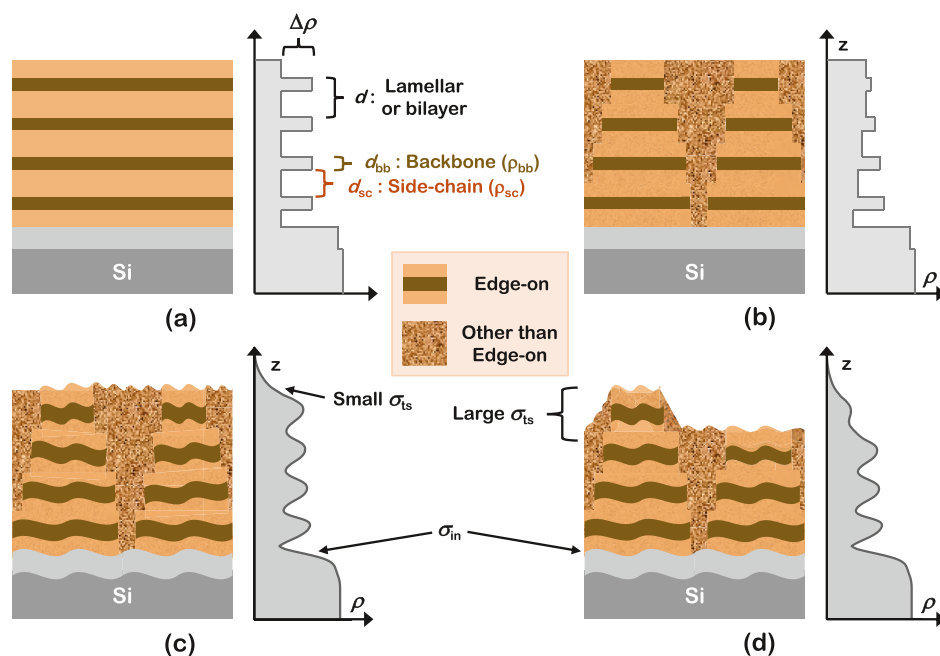 Δρ
d : Lamellar
or bilayer
d_bb : Backbone (ρ_bb)
d_sc : Side-chain (ρ_sc)
Si
(a)
z
Si
ρ
(b)
Edge-on
Other than
Edge-on
z
Small σ_ts
σ_in
Si
ρ
(c)
z
Large σ_ts
Si
ρ
(d)